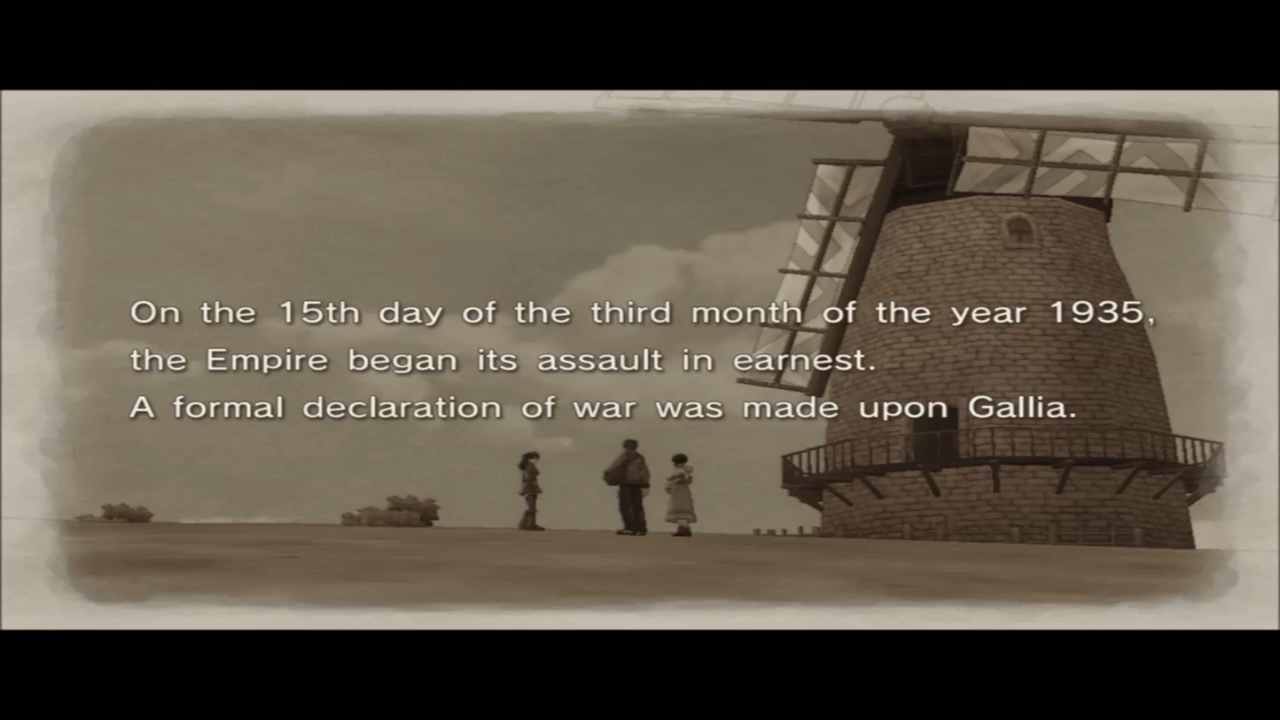 On the 15th day of the third month of the year 1935,
the Empire began its assault in earnest.
A formal declaration of war was made upon Gallia.